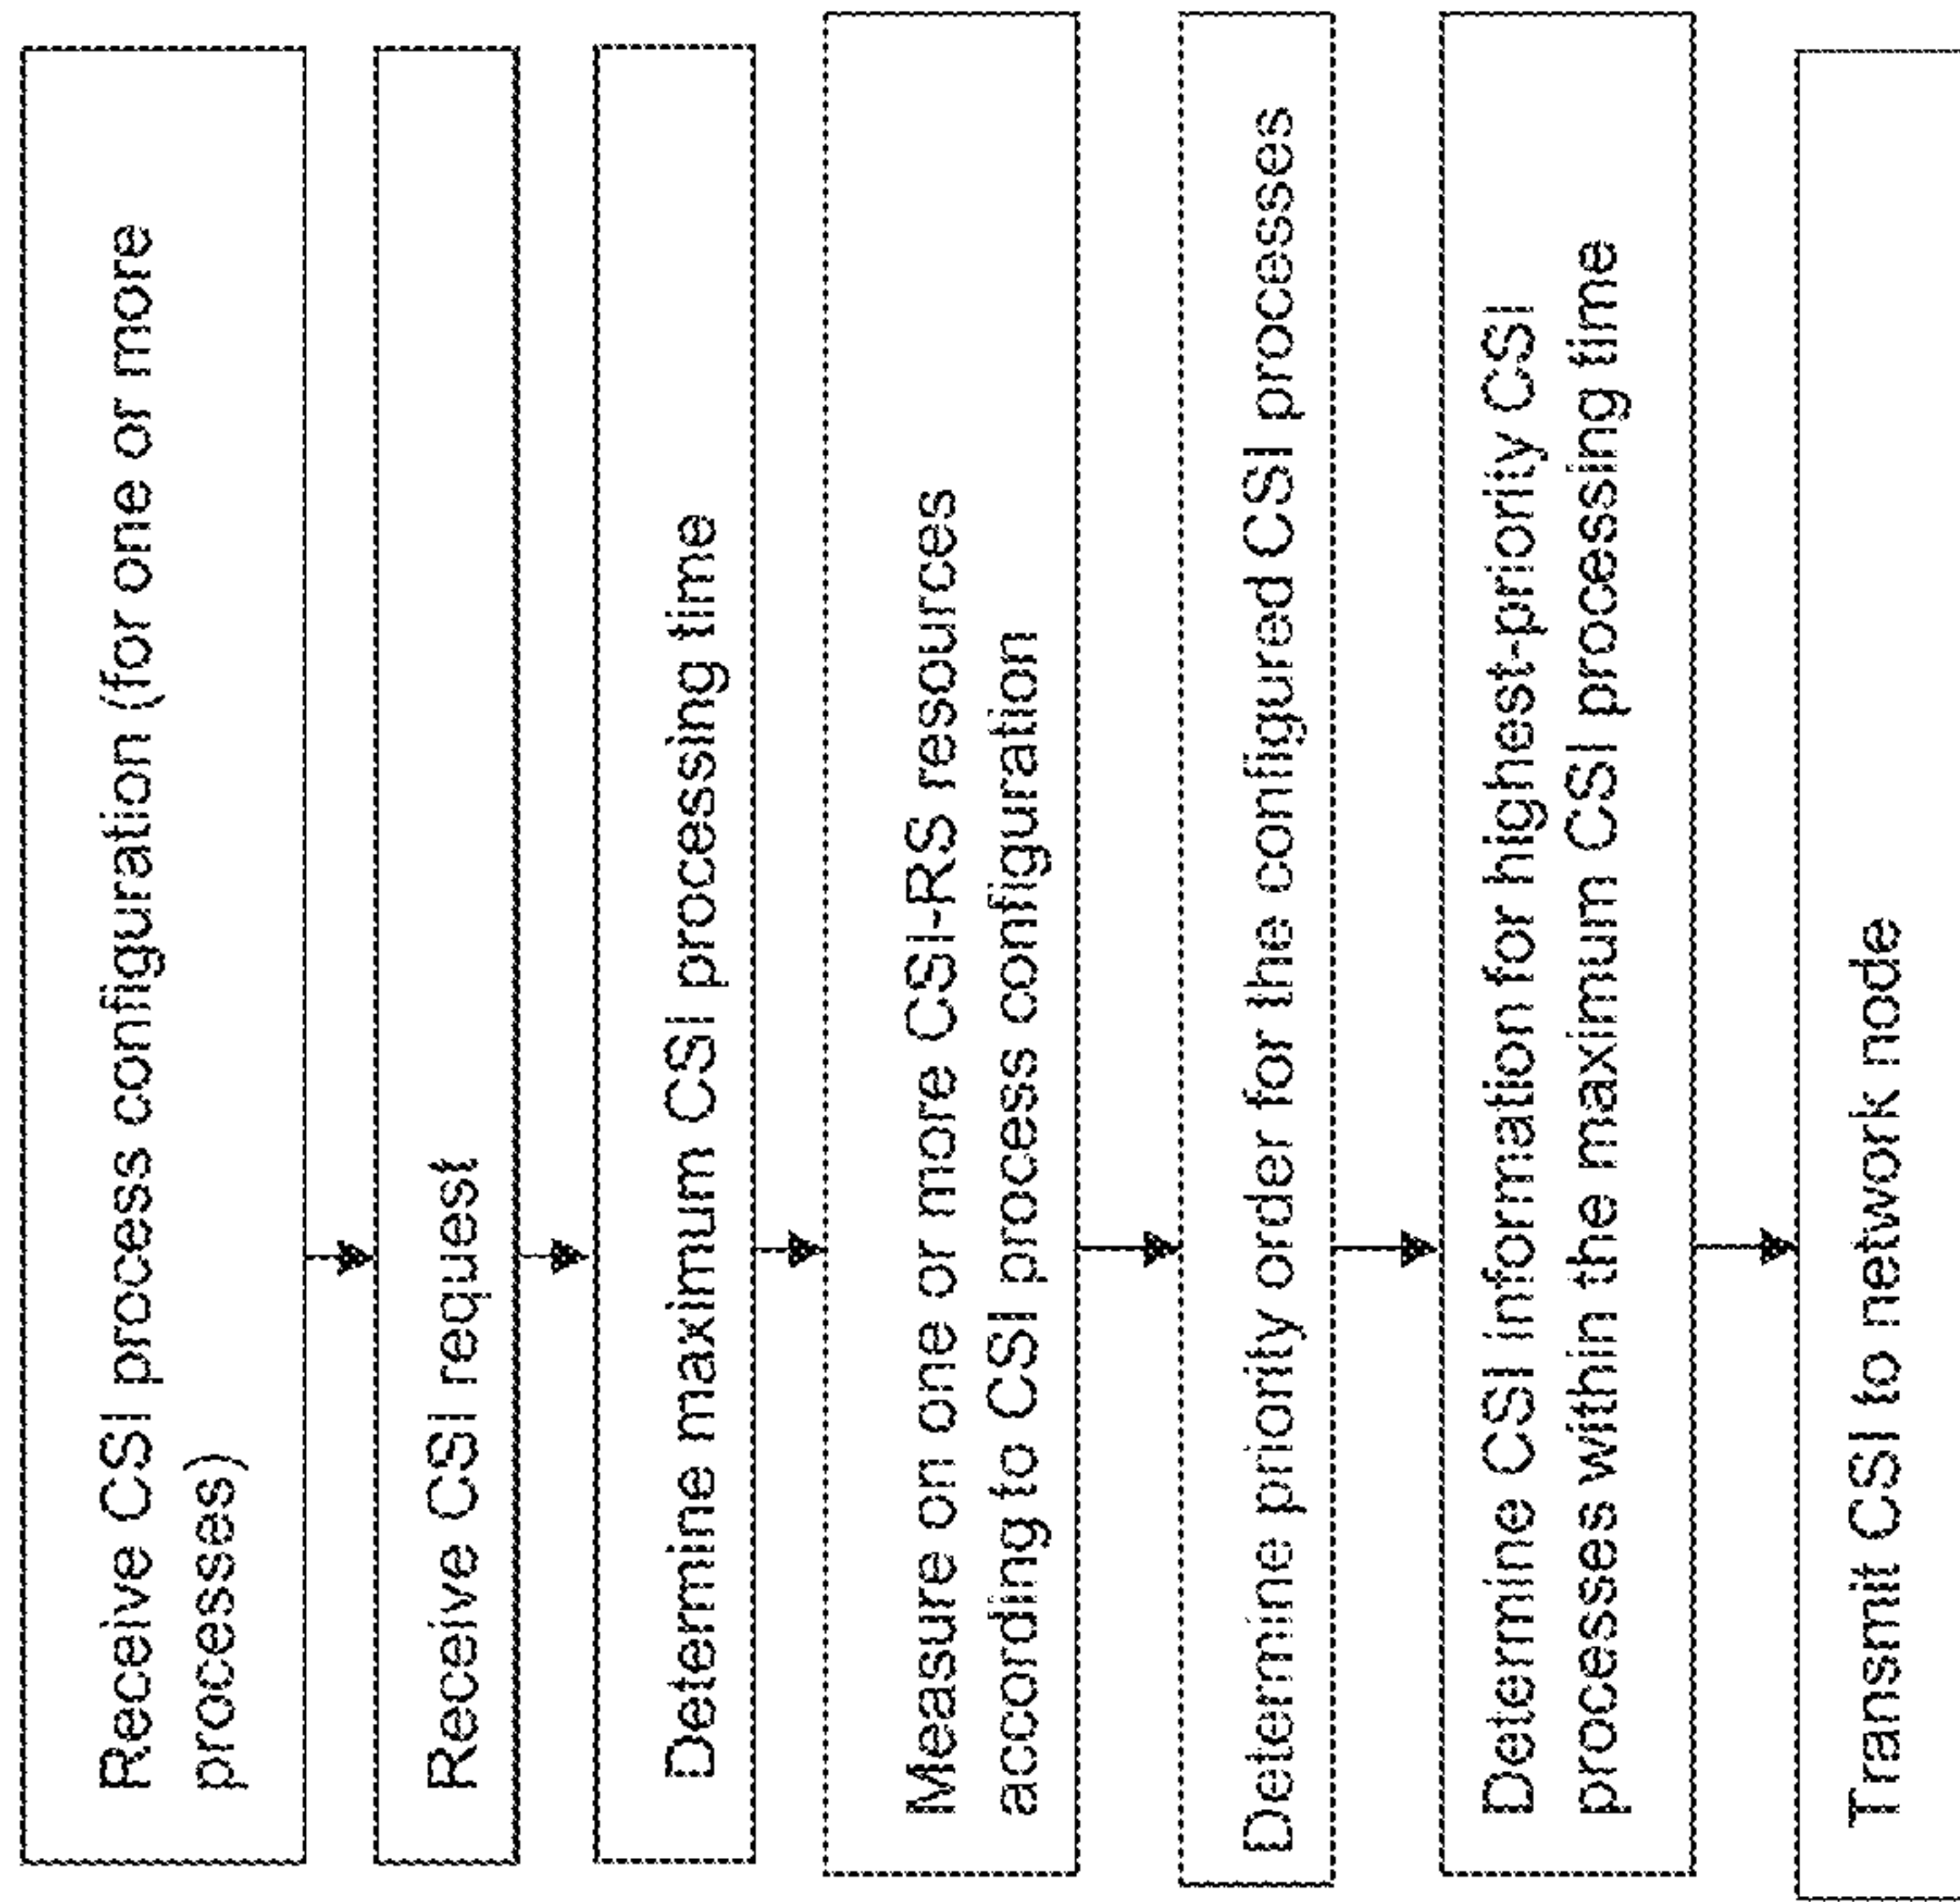 Receive CSI process configuration (for one or more
processes)
Receive CSI request
Determine maximum CSI processing time
Measure on one or more CSI-RS resources
according to CSI process configuration
Determine priority order for the configured CSI processes
Determine CSI information for highest-priority CSI
processes within the maximum CSI processing time
Transmit CSI to network node